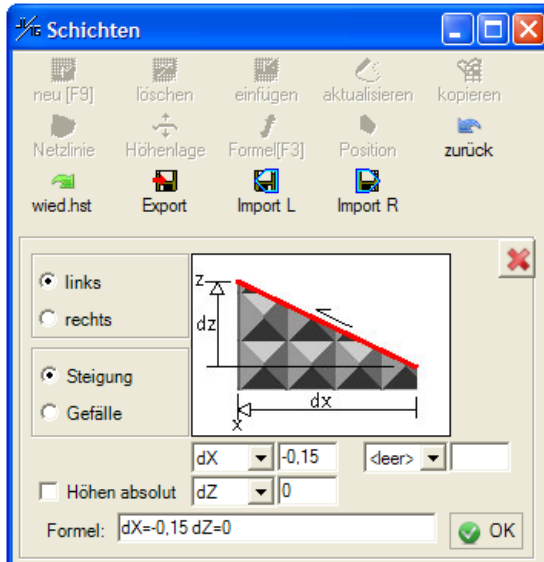 Schichten
neu [F9] löschen einfügen aktualisieren kopieren
Netzlinie Höhenlage Formel[F3] Position zurück
wied.hst Export Import L Import R
links
rechts
Steigung
Gefälle
z
dz
dx
x
dX -0,15 <leer>
Höhen absolut dZ 0
Formel: dX=-0,15 dZ=0 OK